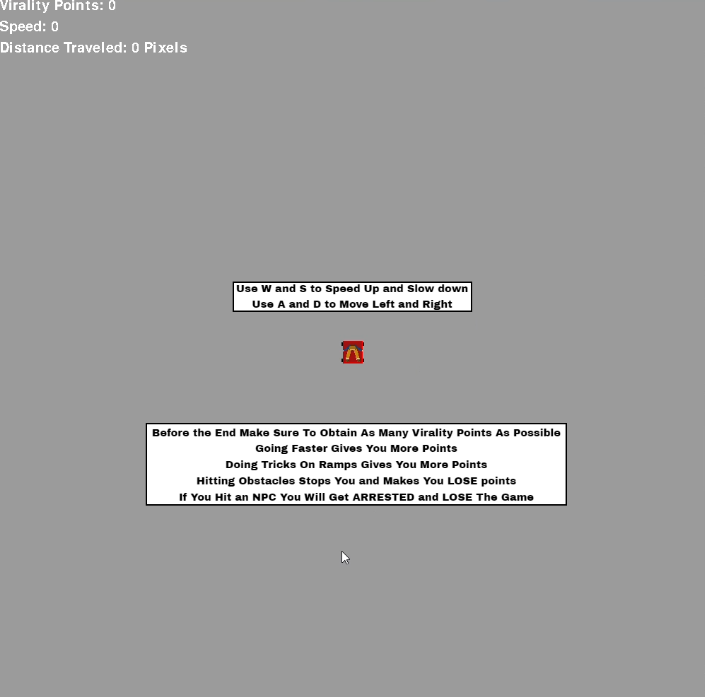 Virality Points: 0
Speed: 0
Distance Traveled: 0 Pixels
Use W and S to Speed Up and Slow down
Use A and D to Move Left and Right
Before the End Make Sure To Obtain As Many Virality Points As Possible
Going Faster Gives You More Points
Doing Tricks On Ramps Gives You More Points
Hitting Obstacles Stops You and Makes You LOSE points
If You Hit an NPC You Will Get ARRESTED and LOSE The Game